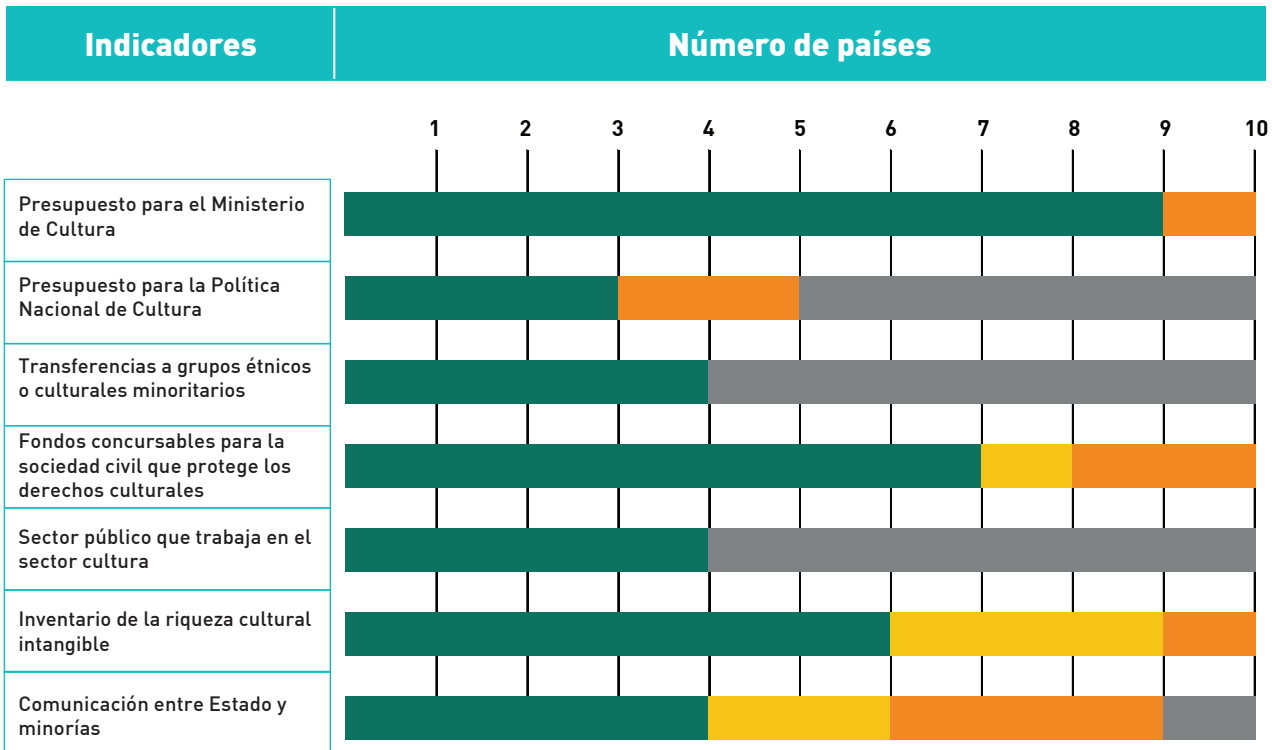 Indicadores
Número de países
1 2 3 4 5 6 7 8 9 10
Presupuesto para el Ministerio
de Cultura
Presupuesto para la Política
Nacional de Cultura
Transferencias a grupos étnicos
o culturales minoritarios
Fondos concursables para la
sociedad civil que protege los
derechos culturales
Sector público que trabaja en el
sector cultura
Inventario de la riqueza cultural
intangible
Comunicación entre Estado y
minorías